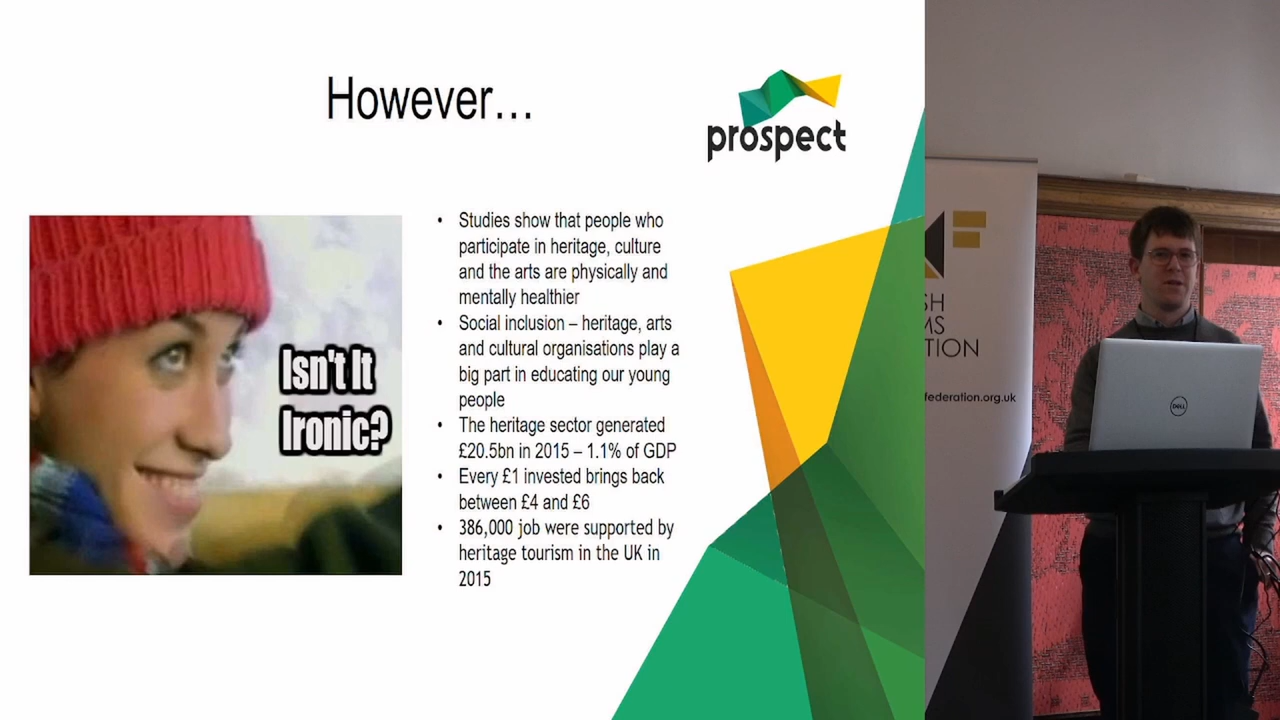 However…
prospect
Isn't It
Ironic?
• Studies show that people who
participate in heritage, culture
and the arts are physically and
mentally healthier
• Social inclusion – heritage, arts
and cultural organisations play a
big part in educating our young
people
• The heritage sector generated
£20.5bn in 2015 – 1.1% of GDP
• Every £1 invested brings back
between £4 and £6
• 386,000 job were supported by
heritage tourism in the UK in
2015
SH
MS
TION
federation.org.uk
DELL